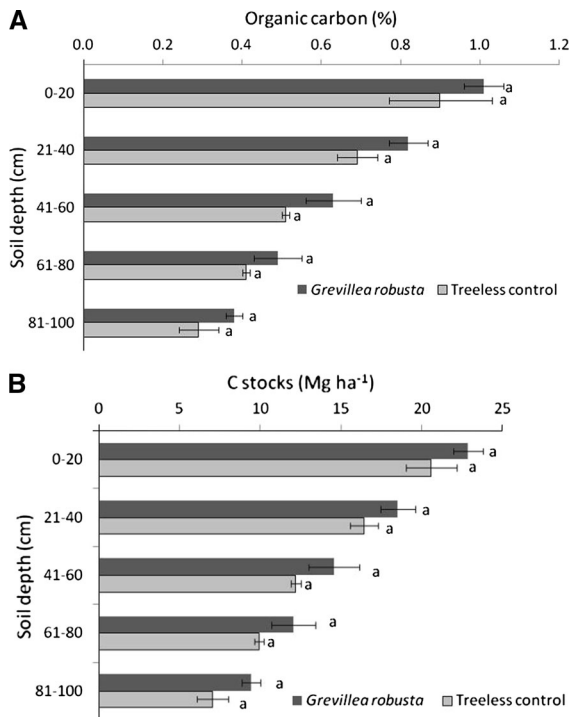 A
Organic carbon (%)
0.0 0.2 0.4 0.6 0.8 1.0 1.2
Soil depth (cm)
0-20
a
a
21-40
a
a
41-60
a
a
61-80
a
a
Grevillea robusta Treeless control
81-100
a
a
B
C stocks (Mg ha⁻¹)
0 5 10 15 20 25
Soil depth (cm)
0-20
a
a
21-40
a
a
41-60
a
a
61-80
a
a
81-100
a
a
Grevillea robusta Treeless control